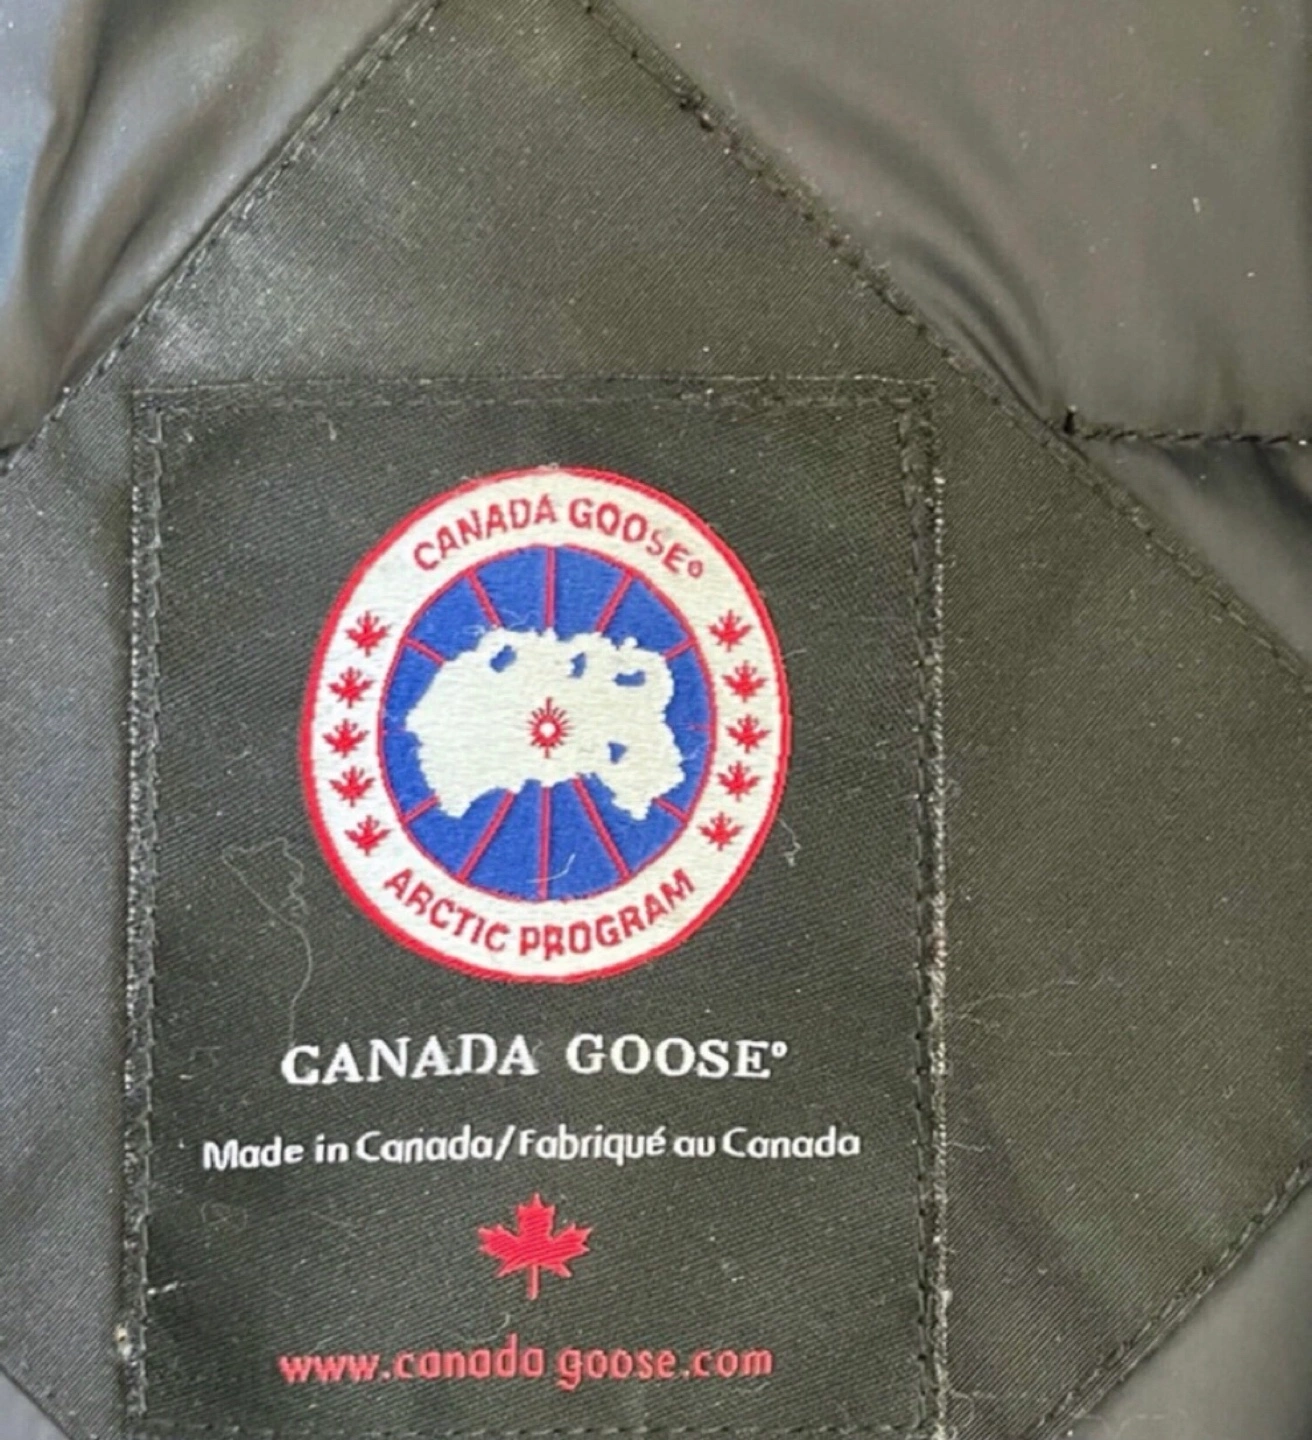 CANADA GOOSE®
ARCTIC PROGRAM
CANADA GOOSE®
Made in Canada/Fabriqué au Canada
www.canada goose.com